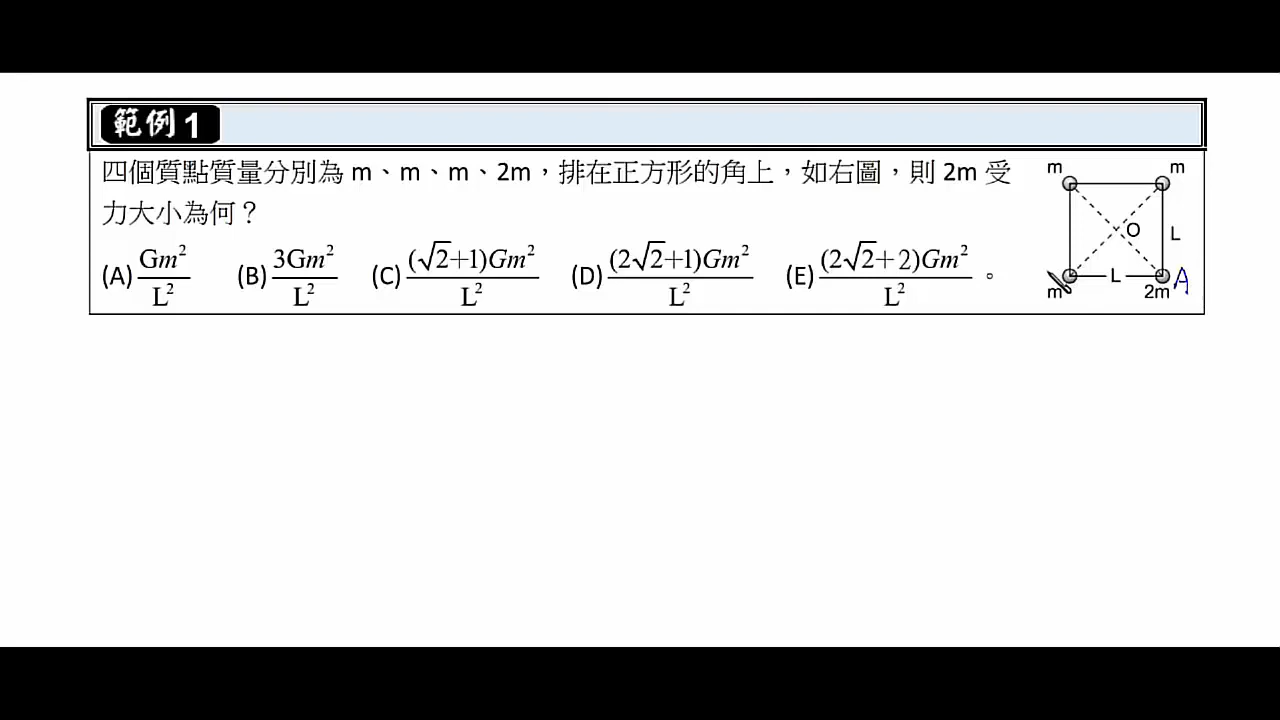 範例1
四個質點質量分別為 m、m、m、2m，排在正方形的角上，如右圖，則 2m 受
力大小為何？
(A) Gm²/L² (B) 3Gm²/L² (C) (√2+1)Gm²/L² (D) (2√2+1)Gm²/L² (E) (2√2+2)Gm²/L² 。
m m
O
L
L A
m 2m